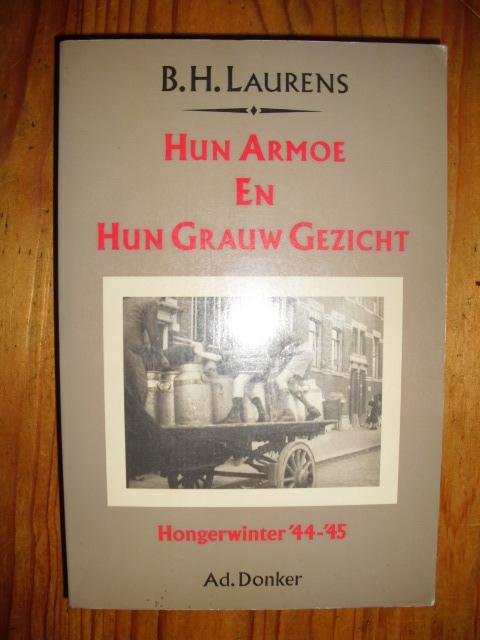 B.H. LAURENS
HUN ARMOE
EN
HUN GRAUW GEZICHT
Hongerwinter '44-'45
Ad. Donker